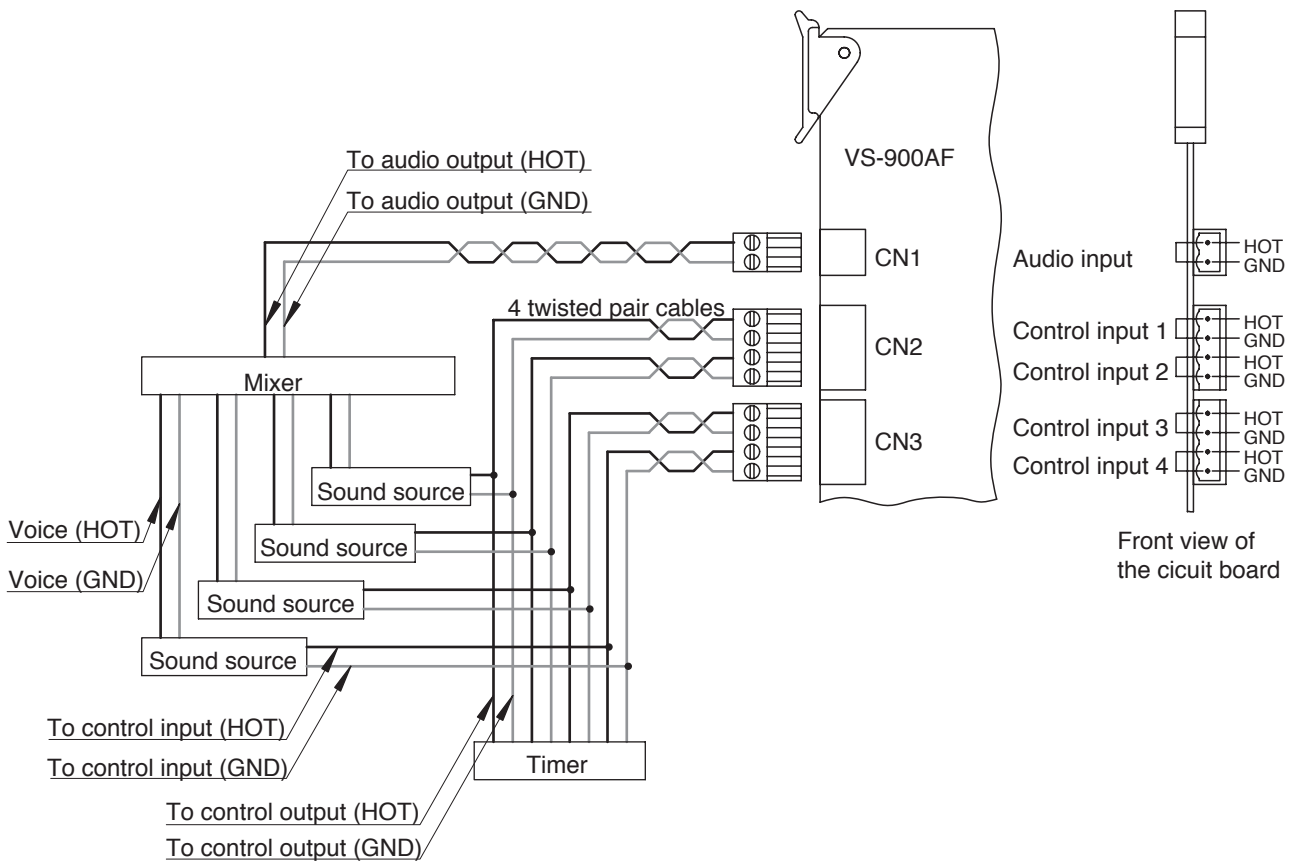 To audio output (HOT)
To audio output (GND)
VS-900AF
CN1
Audio input
HOT
GND
4 twisted pair cables
CN2
Control input 1
HOT
GND
Control input 2
HOT
GND
Mixer
CN3
Control input 3
HOT
GND
Control input 4
HOT
GND
Sound source
Voice (HOT)
Sound source
Voice (GND)
Sound source
Sound source
Front view of
the cicuit board
To control input (HOT)
To control input (GND)
Timer
To control output (HOT)
To control output (GND)